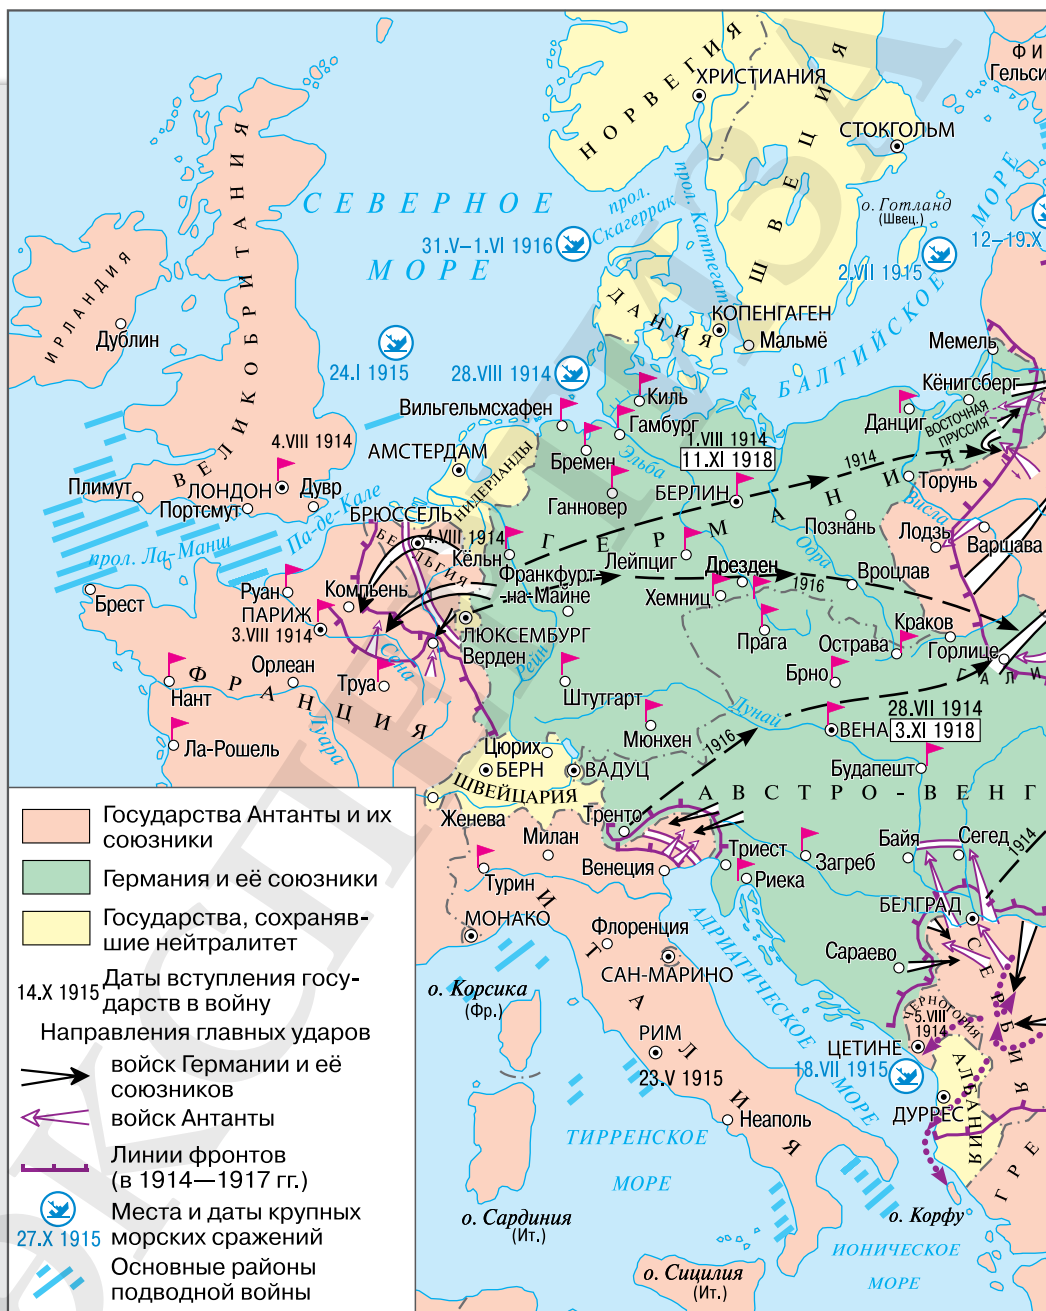 НОРВЕГИЯ
ХРИСТИАНИЯ
ШВЕЦИЯ
СТОКГОЛЬМ
Гельси
ФИ
СЕВЕРНОЕ
МОРЕ
прол.
Скагеррак
прол. Каттегат
о. Готланд
(Швец.)
31.V–1.VI 1916
2.VII 1915
12–19.X
БАЛТИЙСКОЕ
МОРЕ
ИРЛАНДИЯ
Дублин
ВЕЛИКОБРИТАНИЯ
ДАНИЯ
КОПЕНГАГЕН
Мальмё
Мемель
24.I 1915
28.VIII 1914
Киль
Кёнигсберг
Вильгельмсхафен
Гамбург
Данциг
ВОСТОЧНАЯ
ПРУССИЯ
4.VIII 1914
АМСТЕРДАМ
НИДЕРЛАНДЫ
Бремен
Эльба
1.VIII 1914
11.XI 1918
1914
Плимут
ЛОНДОН
Дувр
Портсмут
Ганновер
БЕРЛИН
Торунь
Висла
БРЮССЕЛЬ
4.VIII 1914
БЕЛЬГИЯ
ГЕРМАНИЯ
Познань
Лодзь
Варшава
прол. Ла-Манш
Па-де-Кале
Кёльн
Лейпциг
Дрезден
Одра
Вроцлав
Франкфурт-
-на-Майне
Брест
Руан
Компьень
Хемниц
1916
ПАРИЖ
3.VIII 1914
ЛЮКСЕМБУРГ
Верден
Прага
Острава
Краков
Горлице
Орлеан
Сена
Рейн
Брно
ГАЛИ
Нант
Труа
Штутгарт
Дунай
28.VII 1914
ФРАНЦИЯ
Луара
Мюнхен
ВЕНА
3.XI 1918
Ла-Рошель
Цюрих
1916
БЕРН
ВАДУЦ
Будапешт
ШВЕЙЦАРИЯ
АВСТРО-ВЕНГ
Женева
Тренто
Милан
1914
Венеция
Триест
Загреб
Байя
Сегед
Турин
Риека
МОНАКО
Флоренция
БЕЛГРАД
САН-МАРИНО
Сараево
СЕРБИЯ
о. Корсика
(Фр.)
ИТАЛИЯ
АДРИАТИЧЕСКОЕ
МОРЕ
ЧЕРНОГОРИЯ
5.VIII
1914
РИМ
23.V 1915
ЦЕТИНЕ
18.VII 1915
АЛБАНИЯ
ДУРРЕС
Неаполь
ТИРРЕНСКОЕ
МОРЕ
ГРЕ
о. Сардиния
(Ит.)
о. Корфу
ИОНИЧЕСКОЕ
МОРЕ
о. Сицилия
(Ит.)
Государства Антанты и их
союзники
Германия и её союзники
Государства, сохраняв-
шие нейтралитет
14.X 1915 Даты вступления госу-
дарств в войну
Направления главных ударов
войск Германии и её
союзников
войск Антанты
Линии фронтов
(в 1914—1917 гг.)
Места и даты крупных
27.X 1915 морских сражений
Основные районы
подводной войны